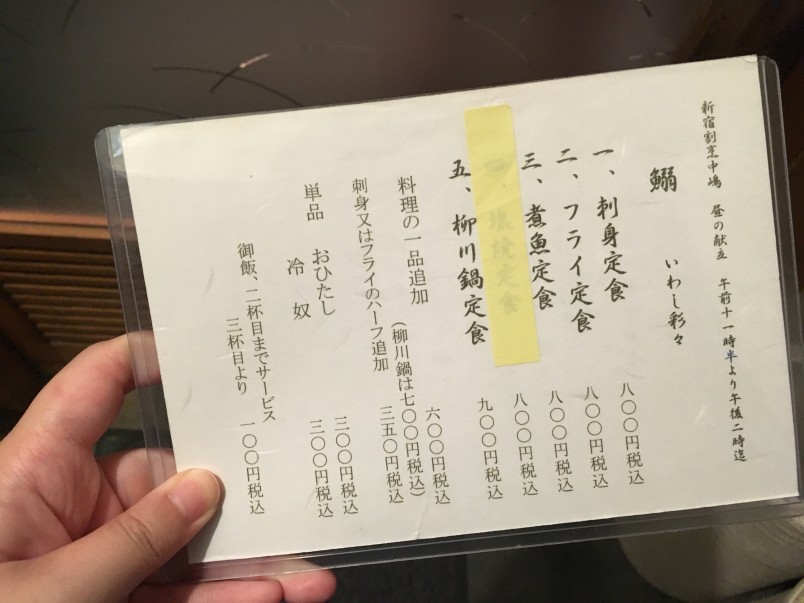 新宿割烹中嶋 昼の献立 午前十一時半より午後二時迄
鰯 いわし彩々
一、刺身定食 八〇〇円税込
二、フライ定食 八〇〇円税込
三、煮魚定食 八〇〇円税込
四、塩焼定食 八〇〇円税込
五、柳川鍋定食 九〇〇円税込
料理の一品追加 六〇〇円税込
(柳川鍋は七〇〇円税込)
刺身又はフライのハーフ追加 三五〇円税込
単品 おひたし 三〇〇円税込
冷奴 三〇〇円税込
御飯、二杯目までサービス
三杯目より 一〇〇円税込